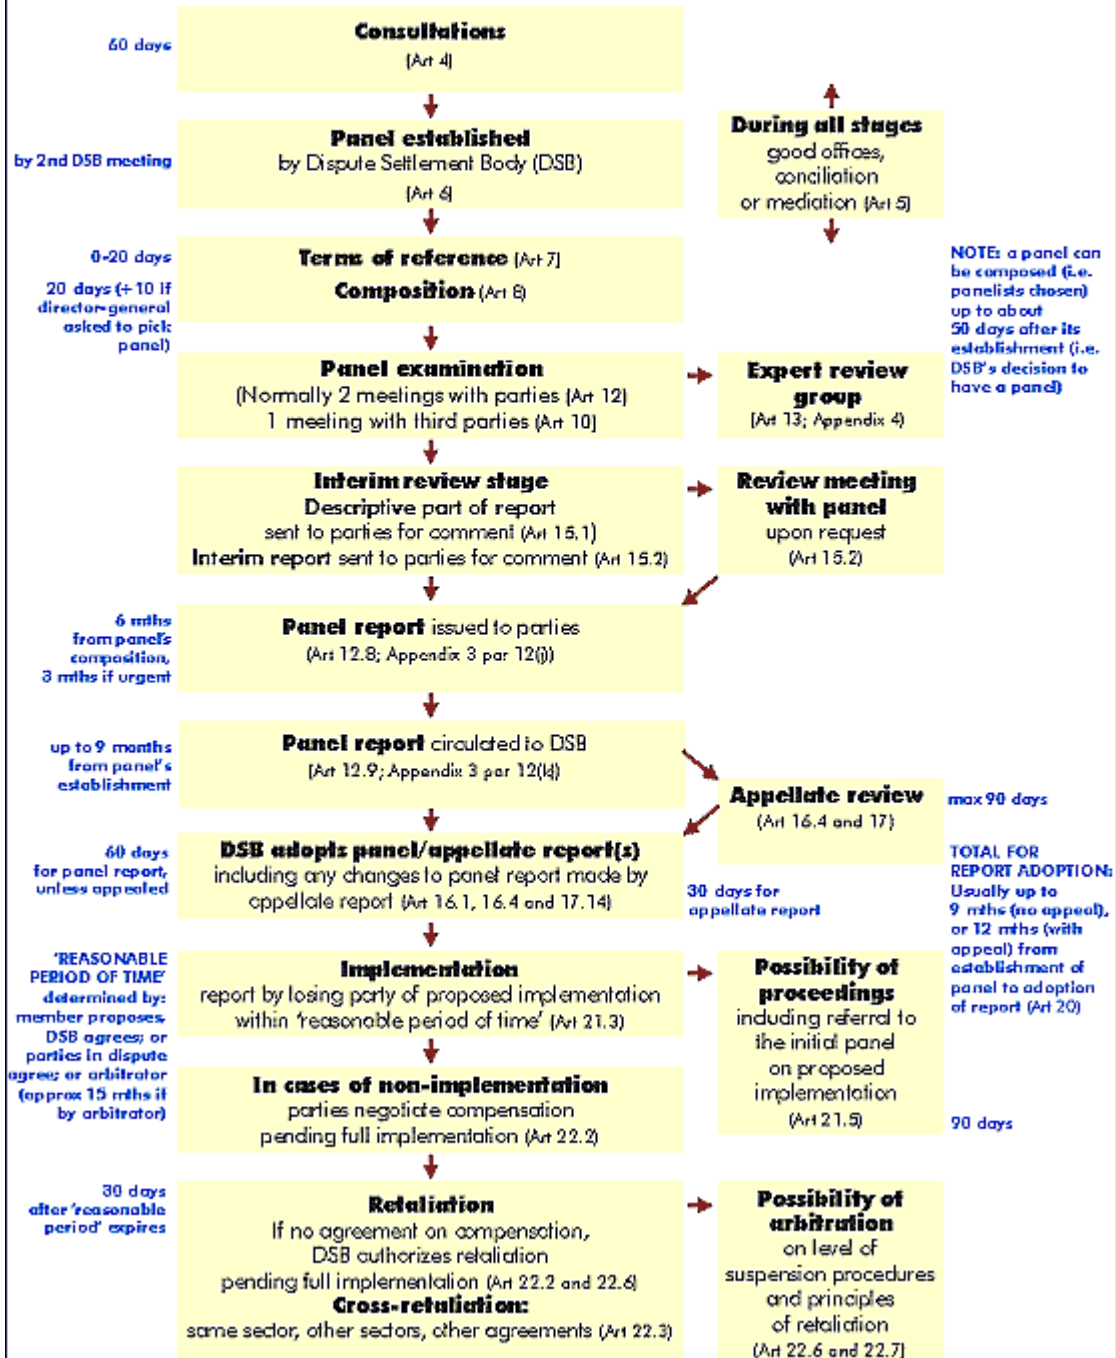 60 days
Consultations
(Art 4)
by 2nd DSB meeting
Panel established
by Dispute Settlement Body (DSB)
(Art 6)
During all stages
good offices,
conciliation
or mediation (Art 5)
0-20 days
Terms of reference (Art 7)
20 days (+ 10 if
director-general
asked to pick
panel)
Composition (Art 8)
NOTE: a panel can
be composed (i.e.
panelists chosen)
up to about
50 days after its
establishment (i.e.
DSB's decision to
have a panel)
Panel examination
(Normally 2 meetings with parties (Art 12)
1 meeting with third parties (Art 10)
Expert review
group
(Art 13; Appendix 4)
Interim review stage
Descriptive part of report
sent to parties for comment (Art 15.1)
Interim report sent to parties for comment (Art 15.2)
Review meeting
with panel
upon request
(Art 15.2)
6 mths
from panel's
composition,
3 mths if urgent
Panel report issued to parties
(Art 12.8; Appendix 3 par 12(j))
up to 9 months
from panel's
establishment
Panel report circulated to DSB
(Art 12.9; Appendix 3 par 12(k))
Appellate review
(Art 16.4 and 17)
max 90 days
60 days
for panel report,
unless appealed
DSB adopts panel/appellate report(s)
including any changes to panel report made by
appellate report (Art 16.1, 16.4 and 17.14)
30 days for
appellate report
TOTAL FOR
REPORT ADOPTION:
Usually up to
9 mths (no appeal),
or 12 mths (with
appeal) from
establishment of
panel to adoption
of report (Art 20)
'REASONABLE
PERIOD OF TIME'
determined by:
member proposes,
DSB agrees; or
parties in dispute
agree; or arbitrator
(approx 15 mths if
by arbitrator)
Implementation
report by losing party of proposed implementation
within 'reasonable period of time' (Art 21.3)
Possibility of
proceedings
including referral to
the initial panel
on proposed
implementation
(Art 21.5)
90 days
In cases of non-implementation
parties negotiate compensation
pending full implementation (Art 22.2)
30 days
after 'reasonable
period' expires
Retaliation
If no agreement on compensation,
DSB authorizes retaliation
pending full implementation (Art 22.2 and 22.6)
Cross-retaliation:
same sector, other sectors, other agreements (Art 22.3)
Possibility of
arbitration
on level of
suspension procedures
and principles
of retaliation
(Art 22.6 and 22.7)